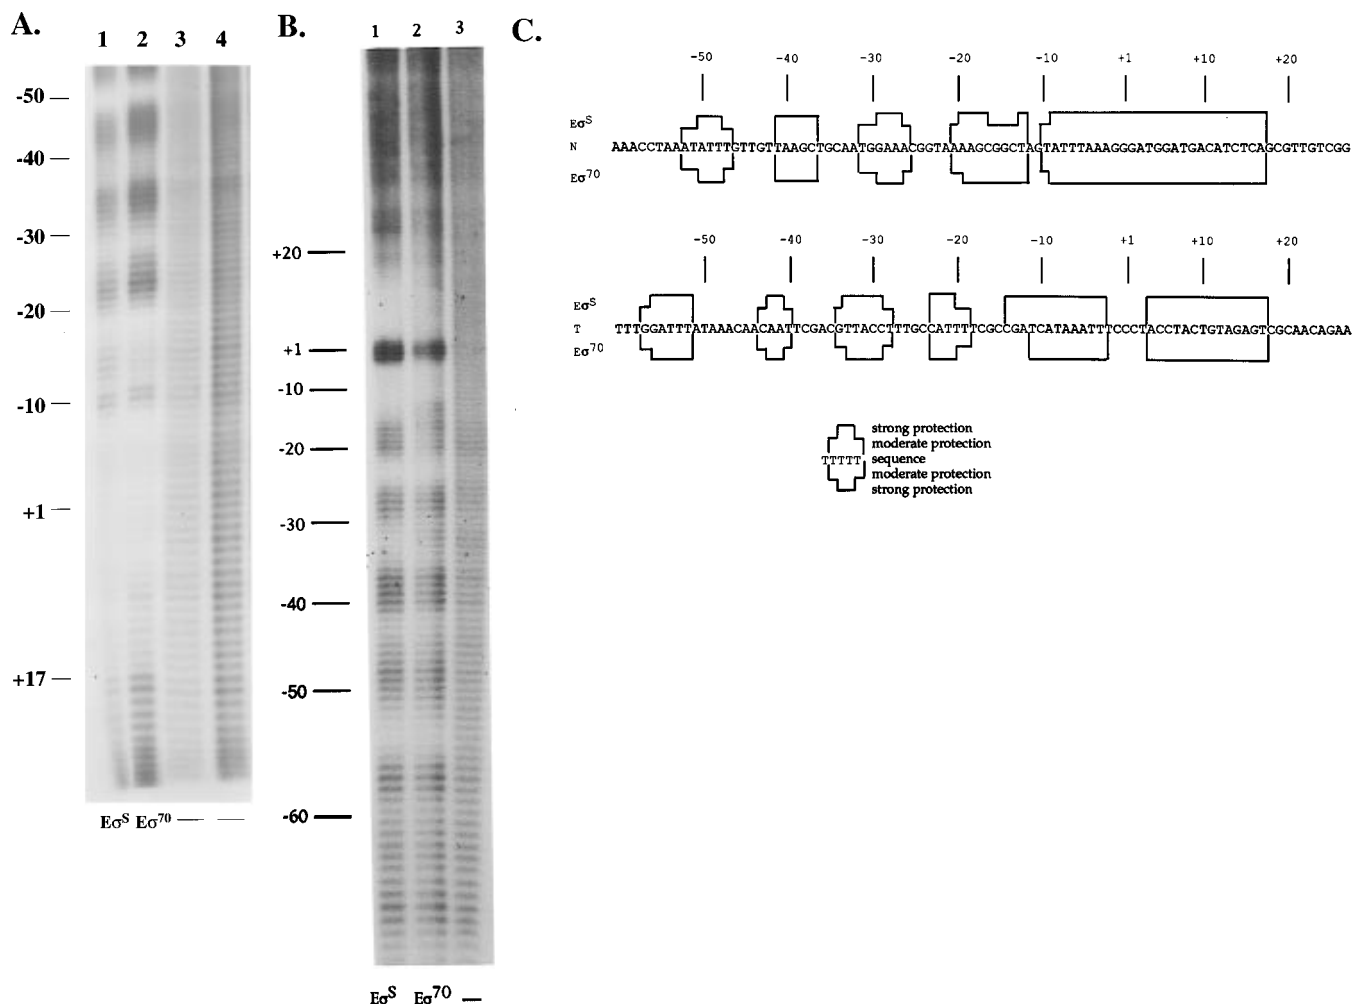 A.
1 2 3 4
-50
-40
-30
-20
-10
+1
+17
EσS Eσ70 — —
B.
1 2 3
+20
+1
-10
-20
-30
-40
-50
-60
EσS Eσ70 —
C.
-50 -40 -30 -20 -10 +1 +10 +20
EσS
N AAACCTAAATATTTGTTGTTAAGCTGCAATGGAAACGGTAAAAGCGGCTAGTATTTAAAGGGATGGATGACATCTCAGCGTTGTCGG
Eσ70
-50 -40 -30 -20 -10 +1 +10 +20
EσS
T TTTGGATTTATAAACAACAATTCGACGTTACCTTTGCCATTTTCGCCGATCATAAATTTCCCTACCTACTGTAGAGTCGCAACAGAA
Eσ70
strong protection
moderate protection
TTTTT sequence
moderate protection
strong protection